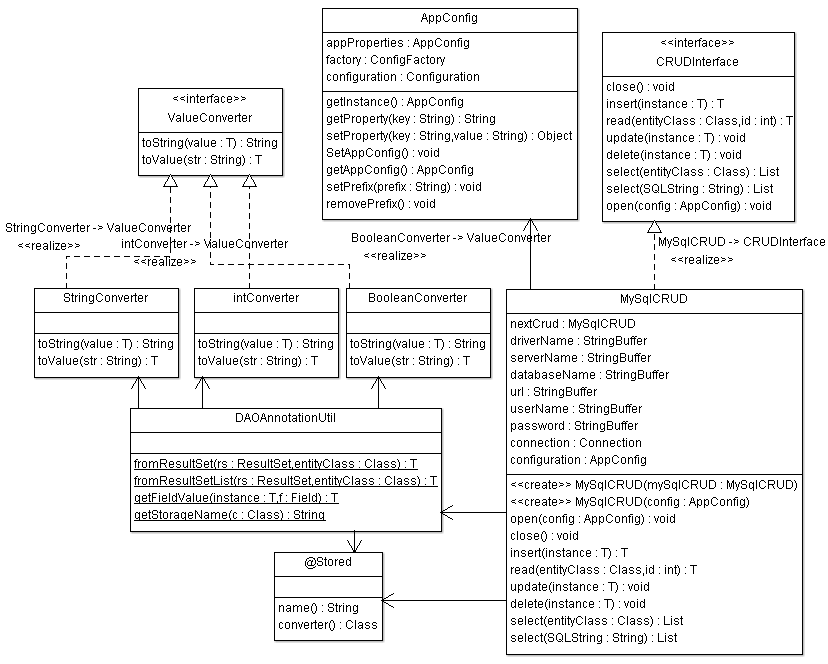 AppConfig
appProperties : AppConfig
factory : ConfigFactory
configuration : Configuration
getInstance() : AppConfig
getProperty(key : String) : String
setProperty(key : String,value : String) : Object
SetAppConfig() : void
getAppConfig() : AppConfig
setPrefix(prefix : String) : void
removePrefix() : void
<<interface>>
CRUDInterface
close() : void
insert(instance : T) : T
read(entityClass : Class,id : int) : T
update(instance : T) : void
delete(instance : T) : void
select(entityClass : Class) : List
select(SQLString : String) : List
open(config : AppConfig) : void
<<interface>>
ValueConverter
toString(value : T) : String
toValue(str : String) : T
StringConverter -> ValueConverter
<<realize>>
intConverter -> ValueConverter
<<realize>>
BooleanConverter -> ValueConverter
<<realize>>
MySqlCRUD -> CRUDInterface
<<realize>>
StringConverter
toString(value : T) : String
toValue(str : String) : T
intConverter
toString(value : T) : String
toValue(str : String) : T
BooleanConverter
toString(value : T) : String
toValue(str : String) : T
MySqlCRUD
nextCrud : MySqlCRUD
driverName : StringBuffer
serverName : StringBuffer
databaseName : StringBuffer
url : StringBuffer
userName : StringBuffer
password : StringBuffer
connection : Connection
configuration : AppConfig
<<create>> MySqlCRUD(mySqlCRUD : MySqlCRUD)
<<create>> MySqlCRUD(config : AppConfig)
open(config : AppConfig) : void
close() : void
insert(instance : T) : T
read(entityClass : Class,id : int) : T
update(instance : T) : void
delete(instance : T) : void
select(entityClass : Class) : List
select(SQLString : String) : List
DAOAnnotationUtil
fromResultSet(rs : ResultSet,entityClass : Class) : T
fromResultSetList(rs : ResultSet,entityClass : Class) : T
getFieldValue(instance : T,f : Field) : T
getStorageName(c : Class) : String
@Stored
name() : String
converter() : Class